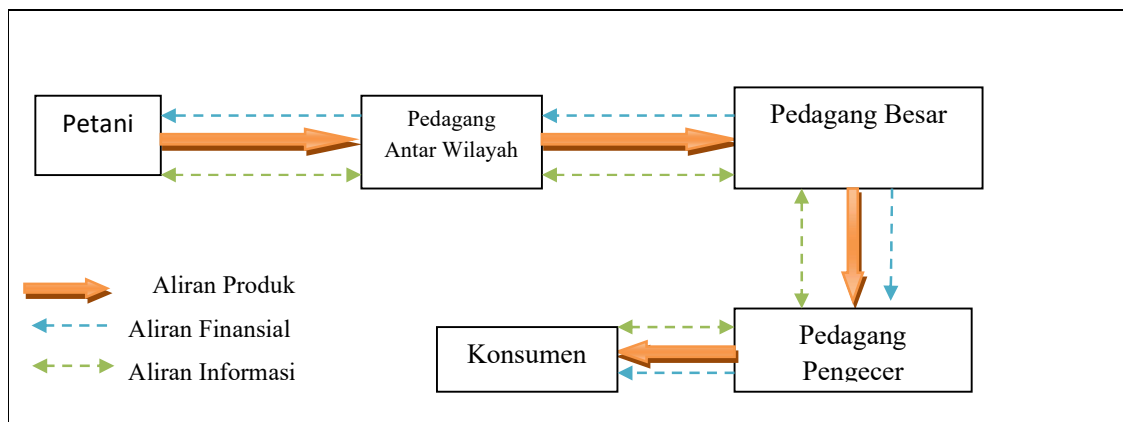 Petani
Pedagang
Antar Wilayah
Pedagang Besar
Aliran Produk
Aliran Finansial
Aliran Informasi
Konsumen
Pedagang
Pengecer